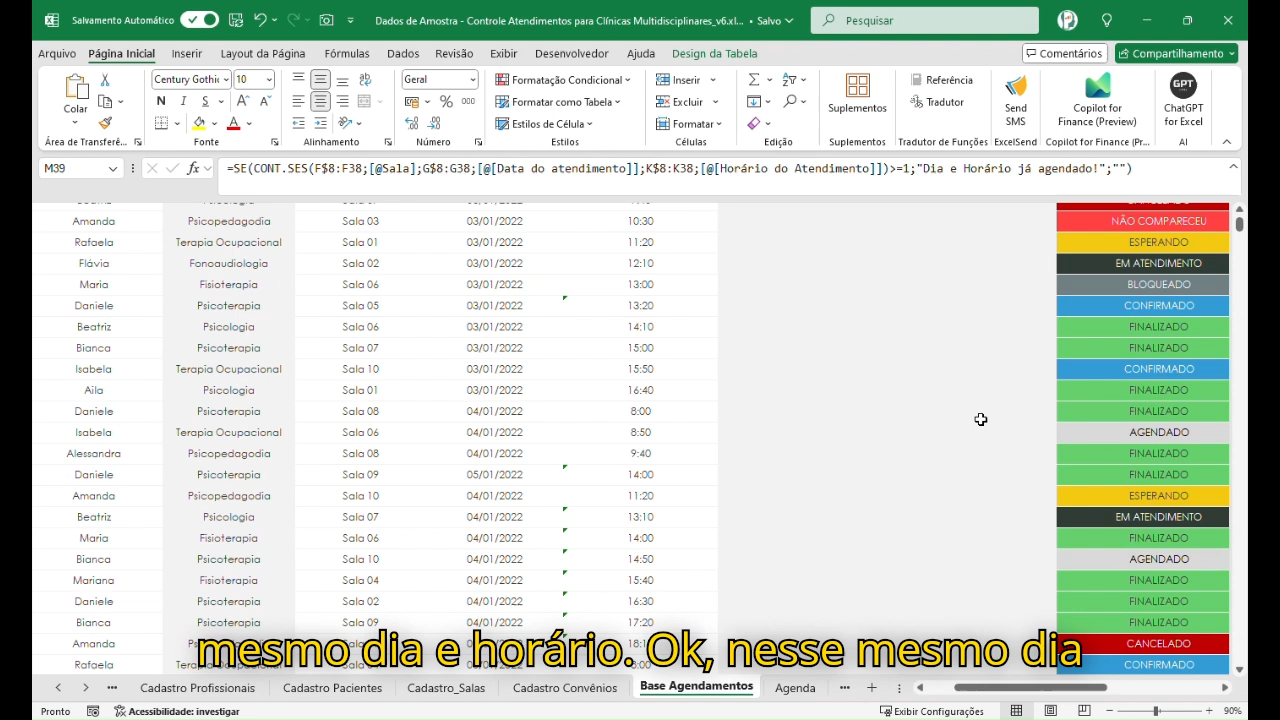 Salvamento Automático
Dados de Amostra - Controle Atendimentos para Clínicas Multidisciplinares_v6.xl... • Salvo
Pesquisar
Arquivo Página Inicial Inserir Layout da Página Fórmulas Dados Revisão Exibir Desenvolvedor Ajuda Design da Tabela
Comentários Compartilhamento
Colar
Área de Transferê...
Century Gothic 10
N I S
Fonte
Alinhamento
Geral
Número
Formatação Condicional
Formatar como Tabela
Estilos de Célula
Estilos
Inserir
Excluir
Formatar
Células
Edição
Suplementos
Suplementos
Referência
Tradutor
Tradutor de Funções
Send SMS
ExcelSend
Copilot for Finance (Preview)
Copilot for Finance (Pr...
GPT
ChatGPT for Excel
AI
M39
fx
=SE(CONT.SES(F$8:F38;[@Sala];G$8:G38;[@[Data do atendimento]];K$8:K38;[@[Horário do Atendimento]])>=1;"Dia e Horário já agendado!";"")
Amanda Psicopedagodia Sala 03 03/01/2022 10:30 NÃO COMPARECEU
Rafaela Terapia Ocupacional Sala 01 03/01/2022 11:20 ESPERANDO
Flávia Fonoaudiologia Sala 02 03/01/2022 12:10 EM ATENDIMENTO
Maria Fisioterapia Sala 06 03/01/2022 13:00 BLOQUEADO
Daniele Psicoterapia Sala 05 03/01/2022 13:20 CONFIRMADO
Beatriz Psicologia Sala 06 03/01/2022 14:10 FINALIZADO
Bianca Psicoterapia Sala 07 03/01/2022 15:00 FINALIZADO
Isabela Terapia Ocupacional Sala 10 03/01/2022 15:50 CONFIRMADO
Aila Psicologia Sala 01 03/01/2022 16:40 FINALIZADO
Daniele Psicoterapia Sala 08 04/01/2022 8:00 FINALIZADO
Isabela Terapia Ocupacional Sala 06 04/01/2022 8:50 AGENDADO
Alessandra Psicopedagodia Sala 08 04/01/2022 9:40 FINALIZADO
Daniele Psicoterapia Sala 09 05/01/2022 14:00 FINALIZADO
Amanda Psicopedagodia Sala 10 04/01/2022 11:20 ESPERANDO
Beatriz Psicologia Sala 07 04/01/2022 13:10 EM ATENDIMENTO
Maria Fisioterapia Sala 06 04/01/2022 14:00 FINALIZADO
Bianca Psicoterapia Sala 10 04/01/2022 14:50 AGENDADO
Mariana Fisioterapia Sala 04 04/01/2022 15:40 FINALIZADO
Daniele Psicoterapia Sala 02 04/01/2022 16:30 FINALIZADO
Bianca Psicoterapia Sala 09 04/01/2022 17:20 FINALIZADO
Amanda CANCELADO
Rafaela CONFIRMADO
mesmo dia e horário. Ok, nesse mesmo dia
Cadastro Profissionais Cadastro Pacientes Cadastro_Salas Cadastro Convênios Base Agendamentos Agenda
Pronto Acessibilidade: investigar Exibir Configurações 90%